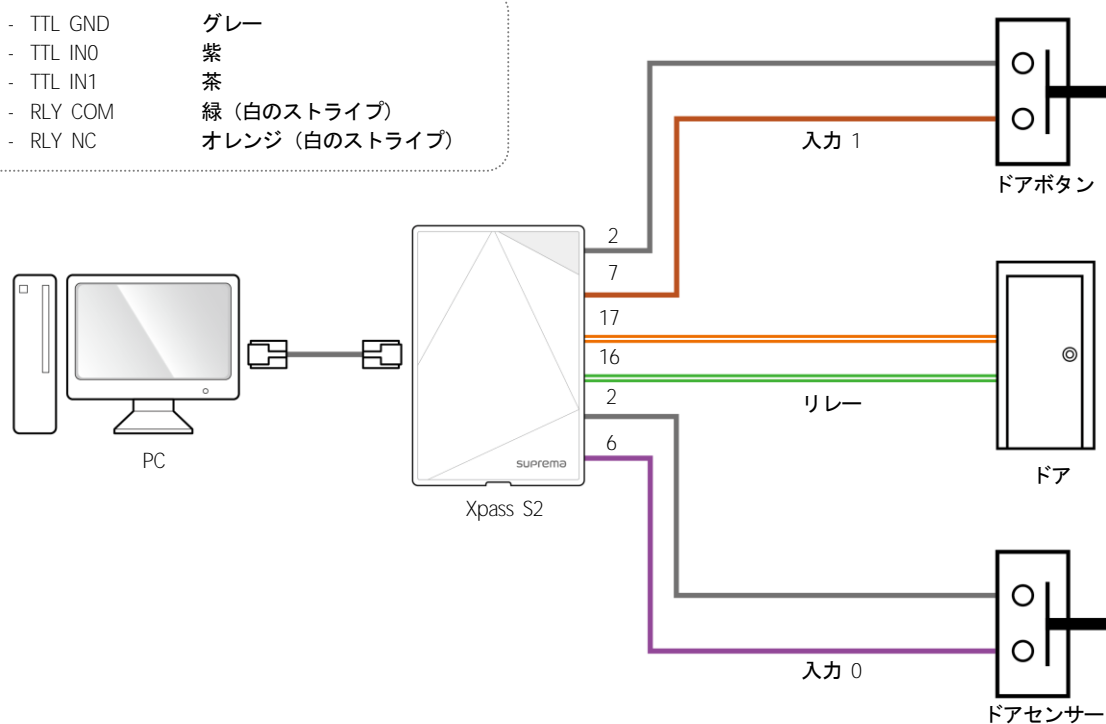 - TTL GND グレー
- TTL IN0 紫
- TTL IN1 茶
- RLY COM 緑（白のストライプ）
- RLY NC オレンジ（白のストライプ）
入力 1
ドアボタン
2
7
17
16
2
6
リレー
ドア
PC
suprema
Xpass S2
入力 0
ドアセンサー